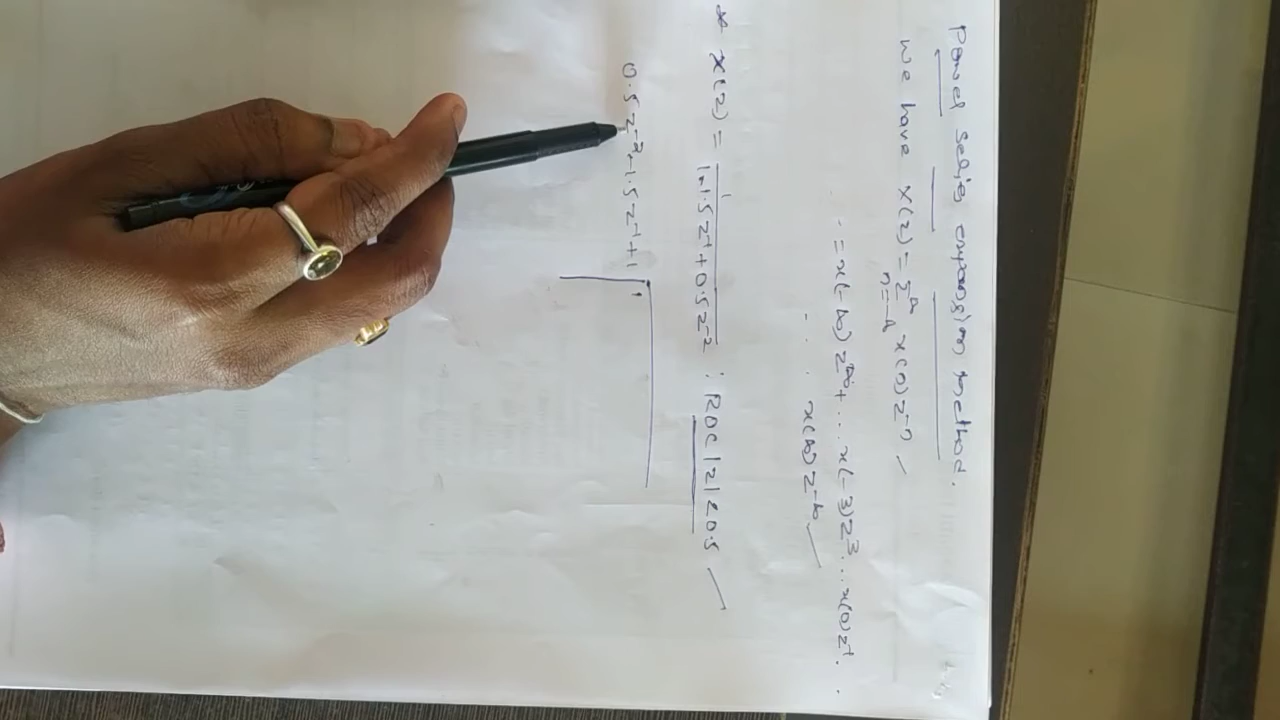 Power Series expansion method.
we have X(z) = Σ x(n) z⁻ⁿ ✓
n=-∞
= x(-∞) z^∞ + ... x(-3) z³ ... x(0) z⁻¹.
. . x(∞) z^-∞
* X(z) = 1 / 1-1.5z⁻¹+0.5z⁻² : ROC |z| < 0.5
0.5z⁻²-1.5z⁻¹+1